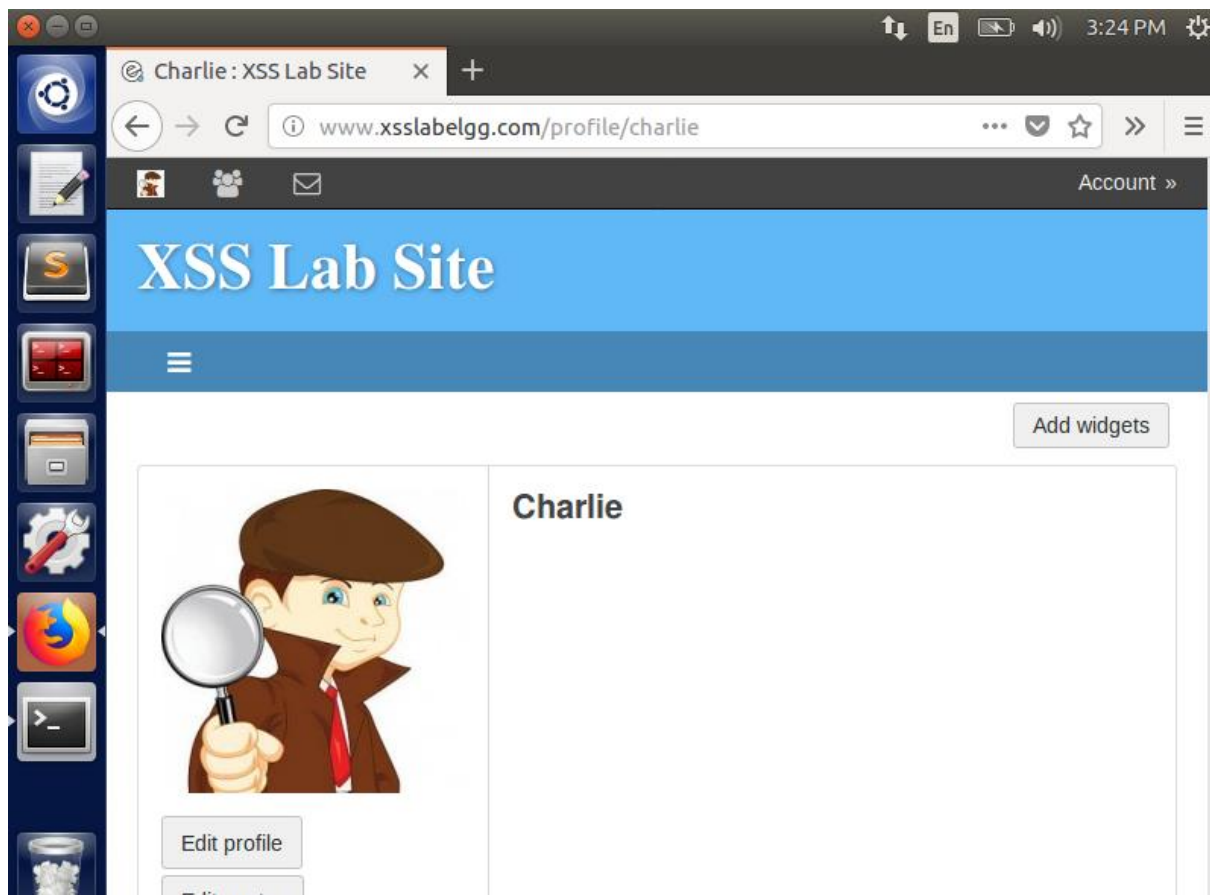 En 3:24 PM
Charlie : XSS Lab Site
www.xsslabelgg.com/profile/charlie
Account »
XSS Lab Site
Add widgets
Charlie
Edit profile